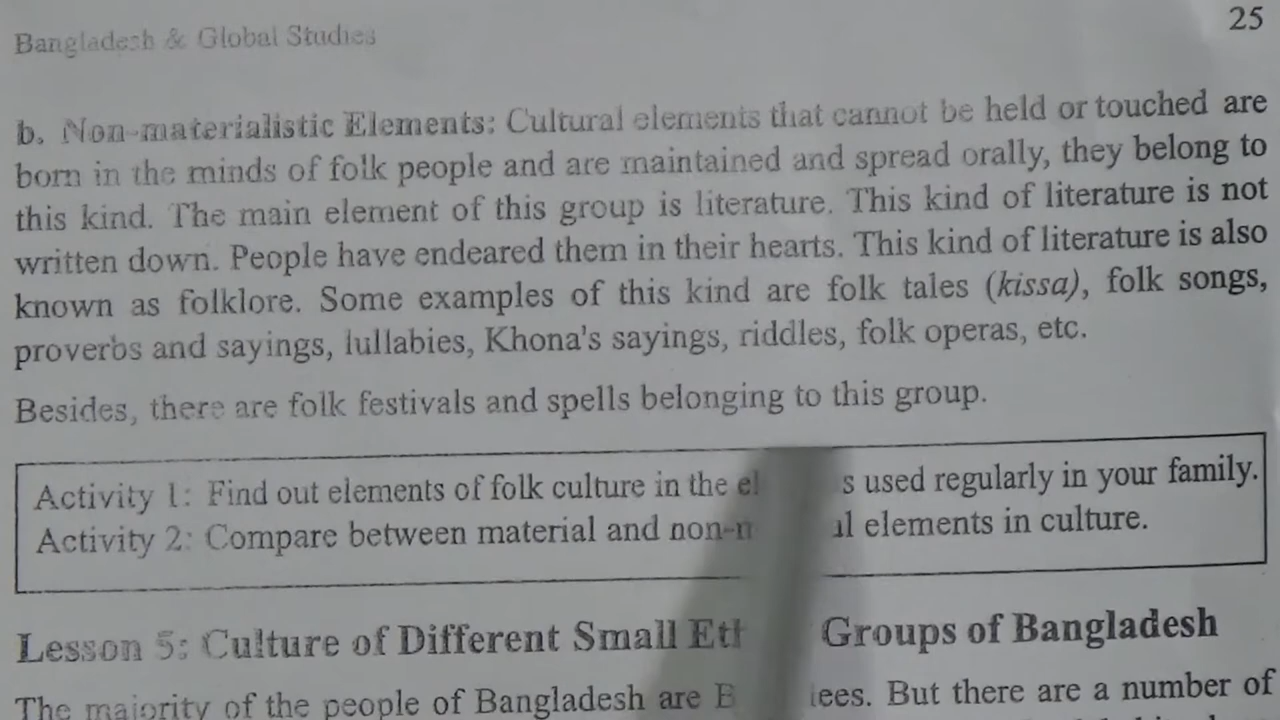 Bangladesh & Global Studies
25
b. Non-materialistic Elements: Cultural elements that cannot be held or touched are
born in the minds of folk people and are maintained and spread orally, they belong to
this kind. The main element of this group is literature. This kind of literature is not
written down. People have endeared them in their hearts. This kind of literature is also
known as folklore. Some examples of this kind are folk tales (kissa), folk songs,
proverbs and sayings, lullabies, Khona's sayings, riddles, folk operas, etc.
Besides, there are folk festivals and spells belonging to this group.
Activity 1: Find out elements of folk culture in the used regularly in your family.
Activity 2: Compare between material and elements in culture.
Lesson 5: Culture of Different Small Groups of Bangladesh
The majority of the people of Bangladesh are But there are a number of